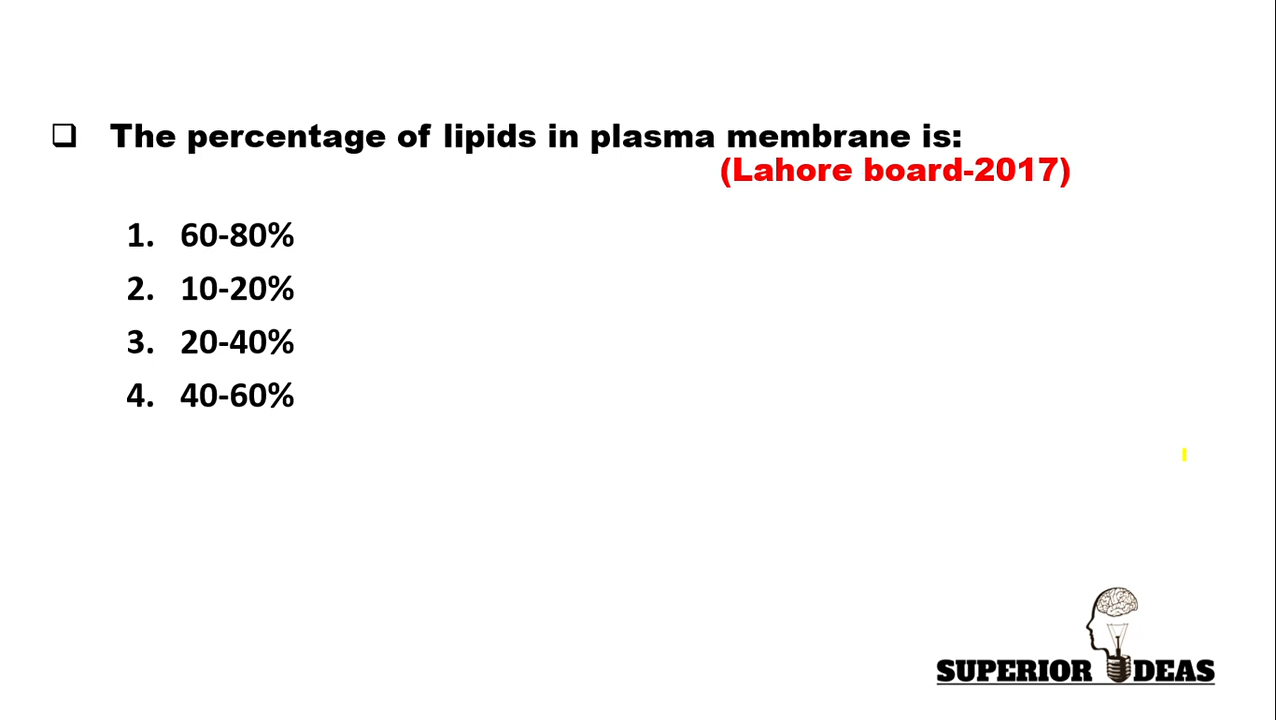 ❑ The percentage of lipids in plasma membrane is:
(Lahore board-2017)
1. 60-80%
2. 10-20%
3. 20-40%
4. 40-60%
SUPERIOR IDEAS